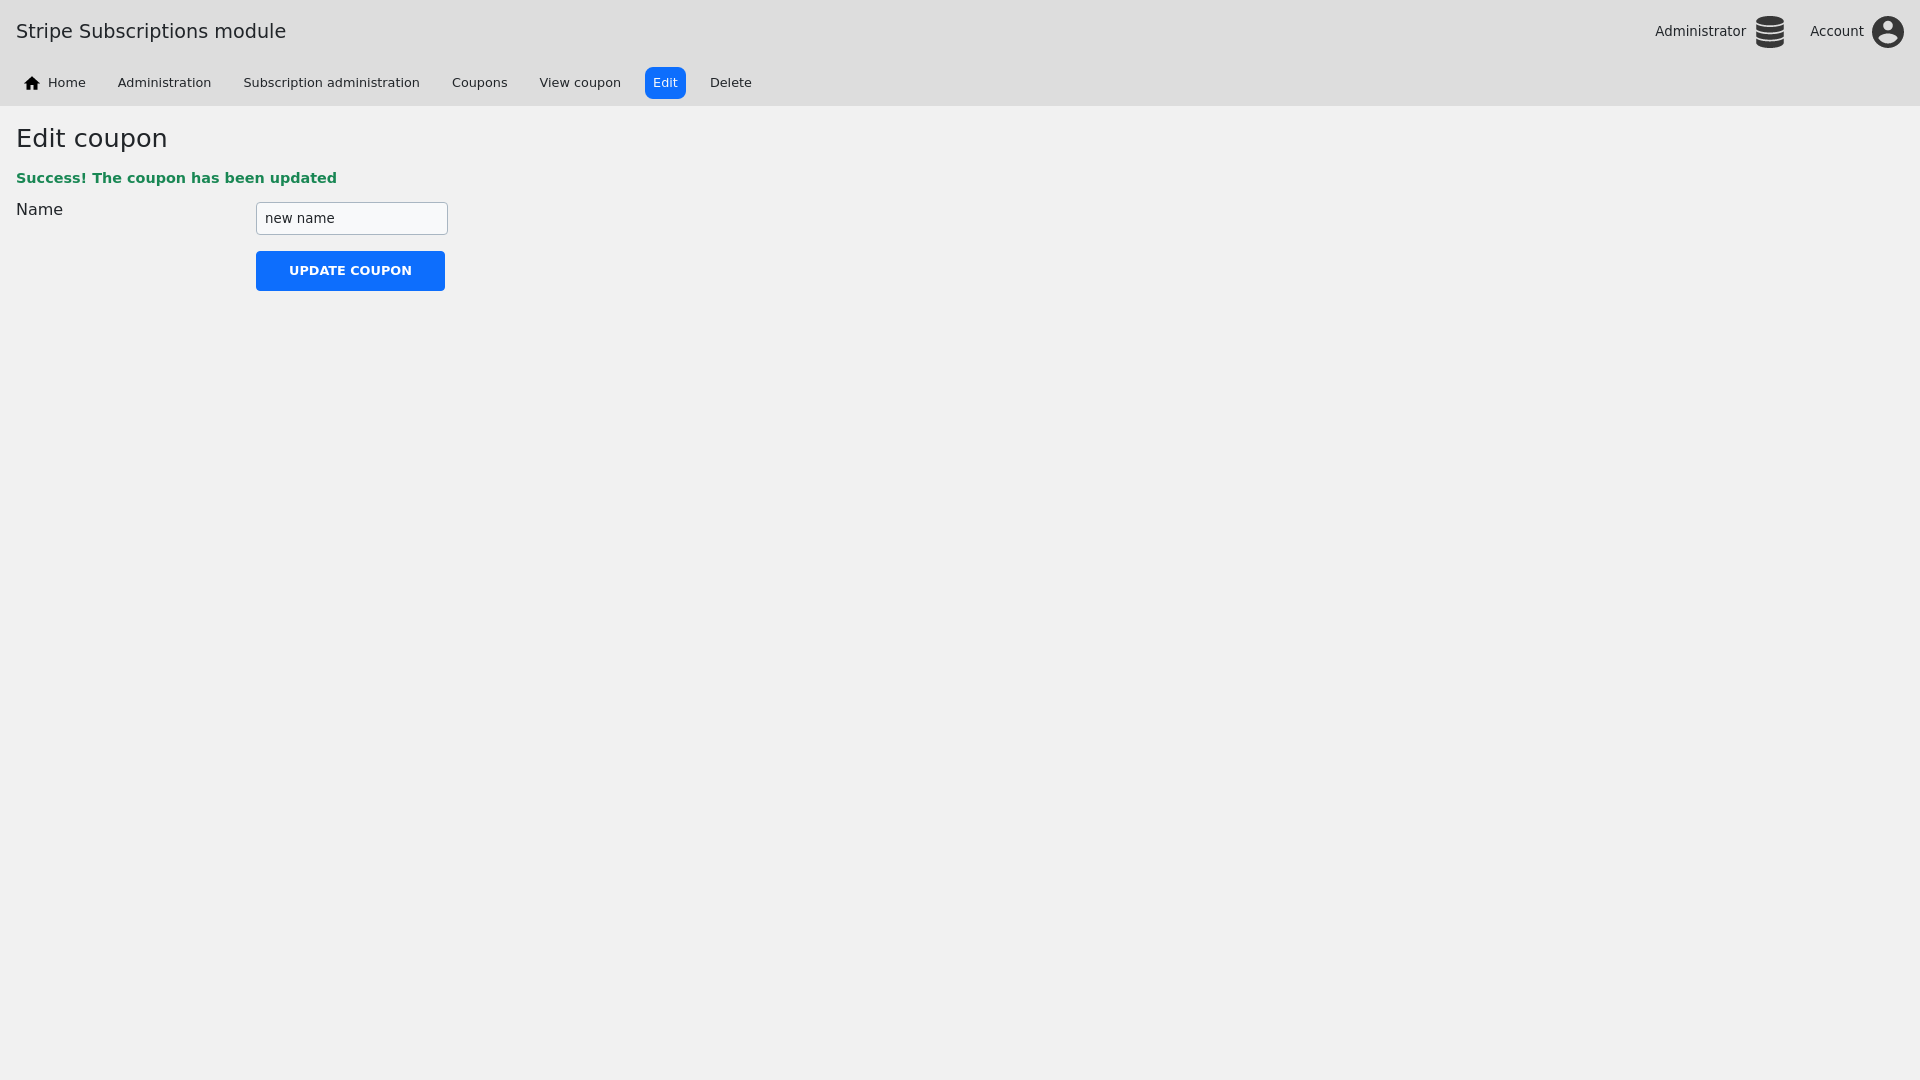 Stripe Subscriptions module
Administrator
Account
Home Administration Subscription administration Coupons View coupon Edit Delete
Edit coupon
Success! The coupon has been updated
Name
new name
UPDATE COUPON